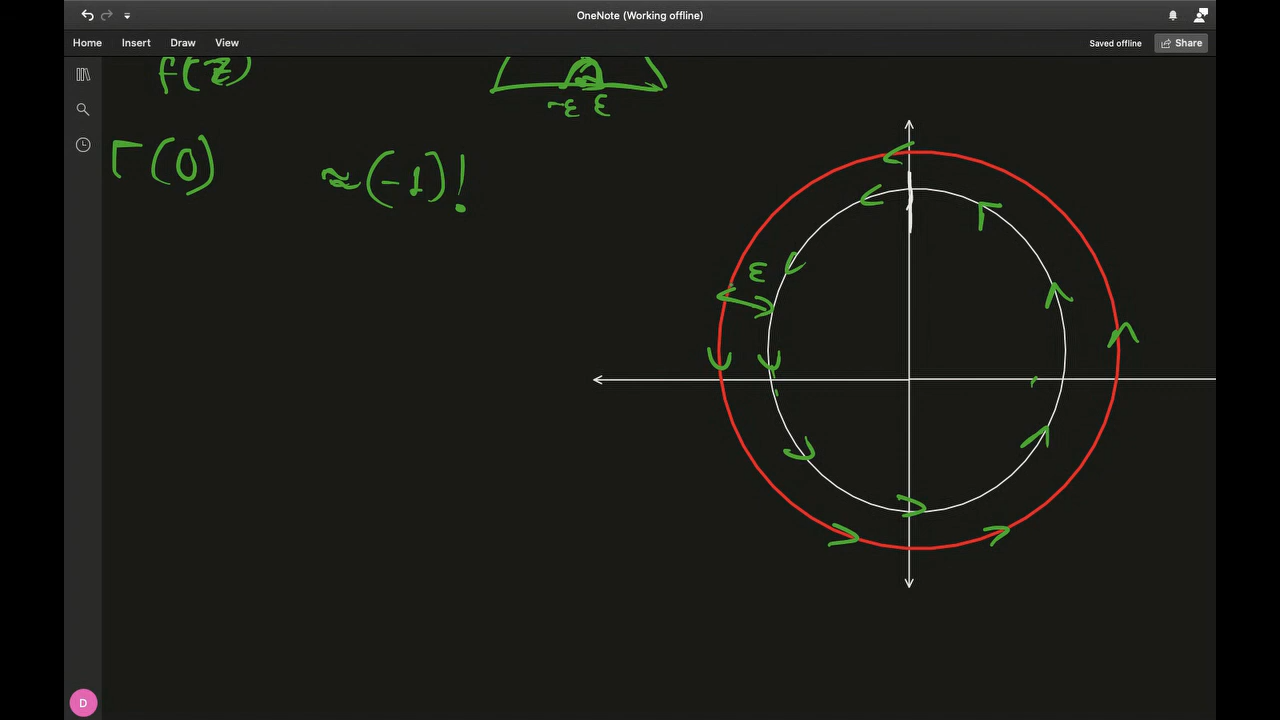 OneNote (Working offline)
Home Insert Draw View
Saved offline Share
f(z)
-ε ε
Γ(0) ≈(-1)!
ε
D